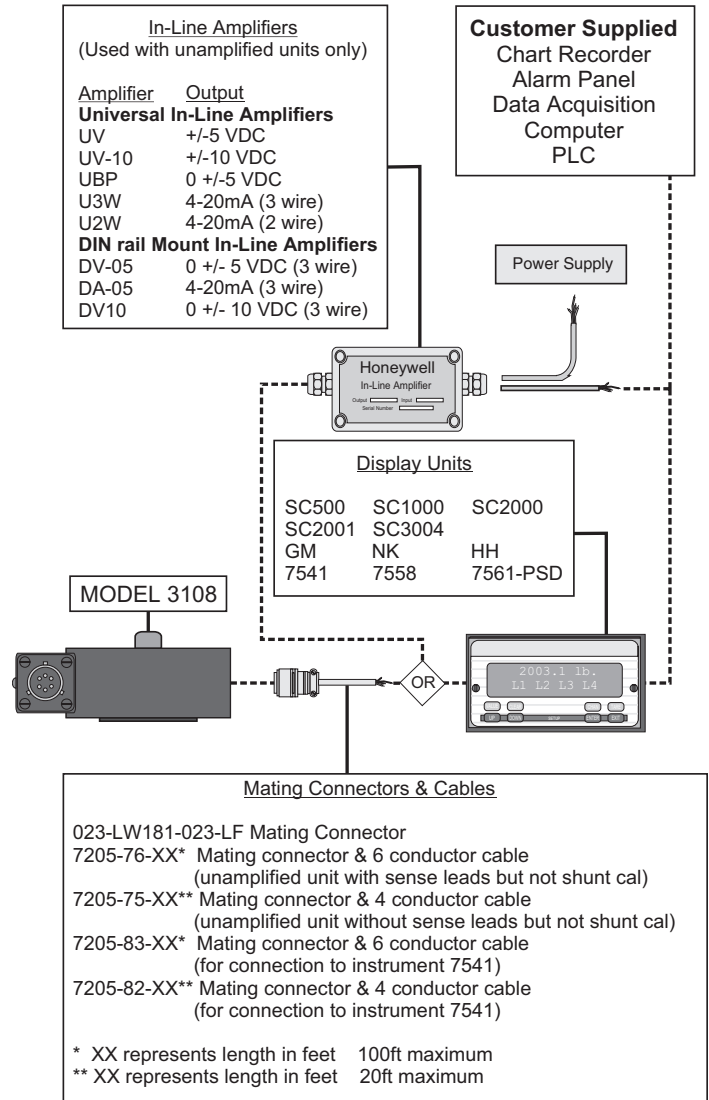 In-Line Amplifiers
(Used with unamplified units only)
Amplifier Output
Universal In-Line Amplifiers
UV +/-5 VDC
UV-10 +/-10 VDC
UBP 0 +/-5 VDC
U3W 4-20mA (3 wire)
U2W 4-20mA (2 wire)
DIN rail Mount In-Line Amplifiers
DV-05 0 +/- 5 VDC (3 wire)
DA-05 4-20mA (3 wire)
DV10 0 +/- 10 VDC (3 wire)
Customer Supplied
Chart Recorder
Alarm Panel
Data Acquisition
Computer
PLC
Power Supply
Honeywell
In-Line Amplifier
Output Input
Serial Number
Display Units
SC500 SC1000 SC2000
SC2001 SC3004
GM NK HH
7541 7558 7561-PSD
MODEL 3108
OR
2003.1 lb.
L1 L2 L3 L4
UP DOWN SETUP ENTER EXIT
Mating Connectors & Cables
023-LW181-023-LF Mating Connector
7205-76-XX* Mating connector & 6 conductor cable
(unamplified unit with sense leads but not shunt cal)
7205-75-XX** Mating connector & 4 conductor cable
(unamplified unit without sense leads but not shunt cal)
7205-83-XX* Mating connector & 6 conductor cable
(for connection to instrument 7541)
7205-82-XX** Mating connector & 4 conductor cable
(for connection to instrument 7541)
* XX represents length in feet 100ft maximum
** XX represents length in feet 20ft maximum